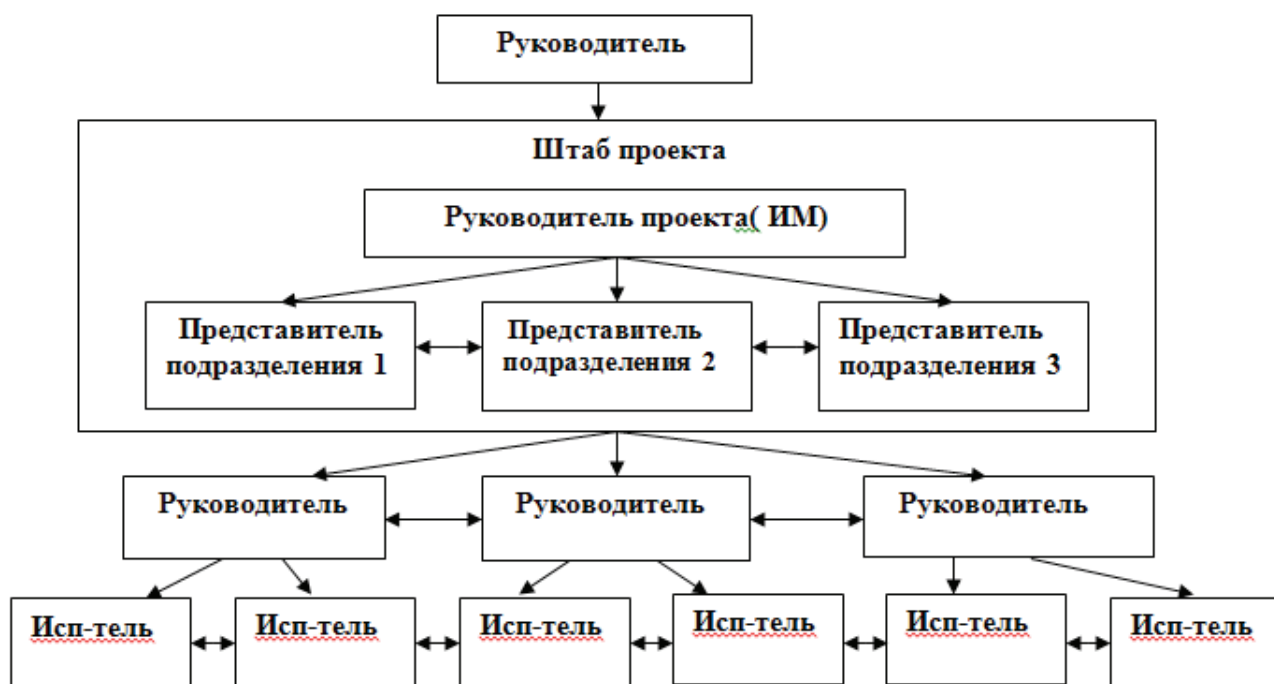 Руководитель
Штаб проекта
Руководитель проекта( ИМ)
Представитель
подразделения 1
Представитель
подразделения 2
Представитель
подразделения 3
Руководитель
Руководитель
Руководитель
Исп-тель
Исп-тель
Исп-тель
Исп-тель
Исп-тель
Исп-тель